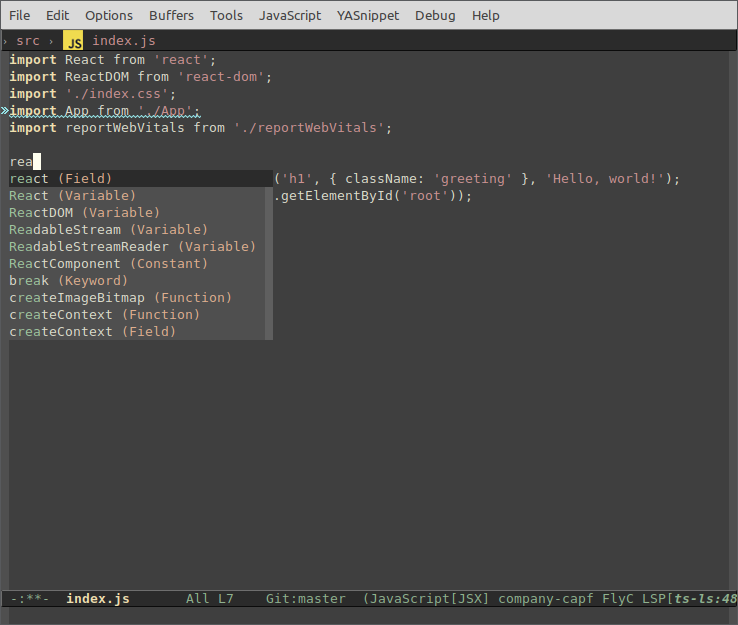 File Edit Options Buffers Tools JavaScript YASnippet Debug Help
› src › JS index.js
import React from 'react';
import ReactDOM from 'react-dom';
import './index.css';
»import App from './App';
import reportWebVitals from './reportWebVitals';
rea
react (Field) ('h1', { className: 'greeting' }, 'Hello, world!');
React (Variable) .getElementById('root'));
ReactDOM (Variable)
ReadableStream (Variable)
ReadableStreamReader (Variable)
ReactComponent (Constant)
break (Keyword)
createImageBitmap (Function)
createContext (Function)
createContext (Field)
-:**- index.js All L7 Git:master (JavaScript[JSX] company-capf FlyC LSP[ts-ls:48